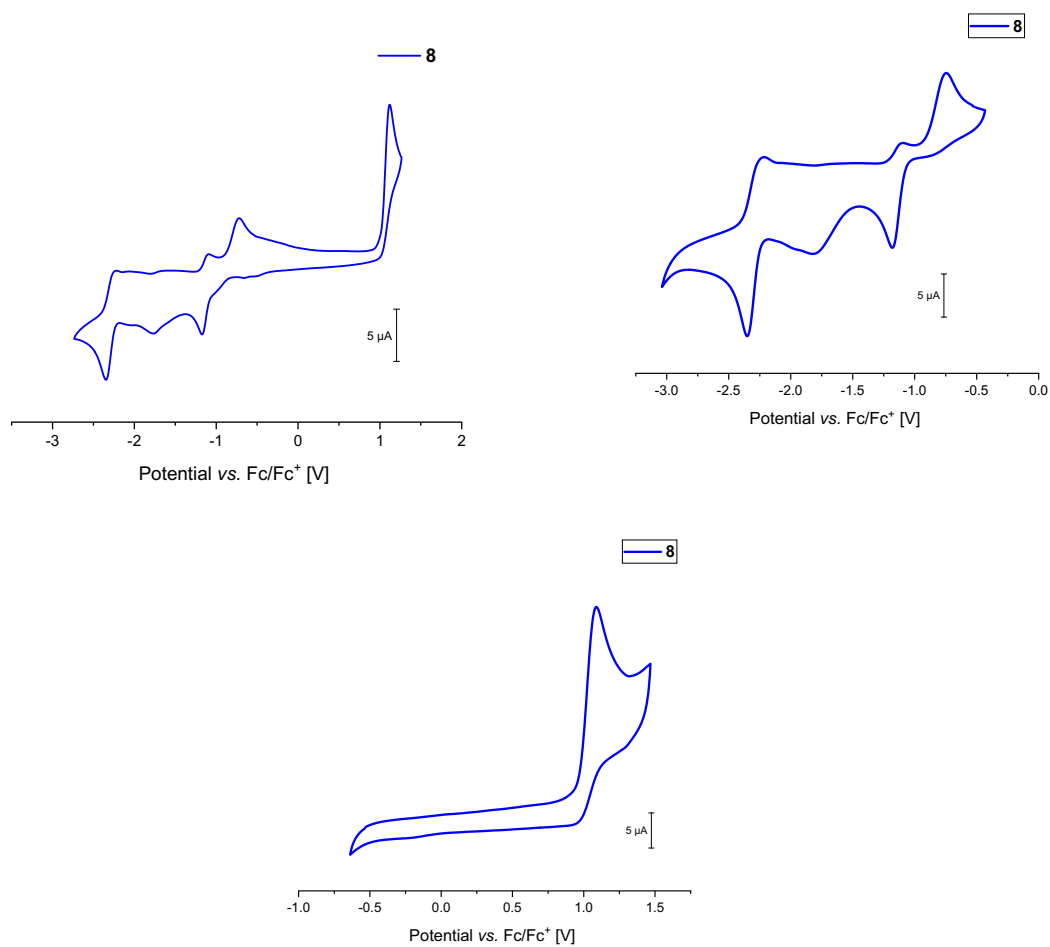 8
5 µA
-3 -2 -1 0 1 2
Potential vs. Fc/Fc⁺ [V]
8
5 µA
-3.0 -2.5 -2.0 -1.5 -1.0 -0.5 0.0
Potential vs. Fc/Fc⁺ [V]
8
5 µA
-1.0 -0.5 0.0 0.5 1.0 1.5
Potential vs. Fc/Fc⁺ [V]